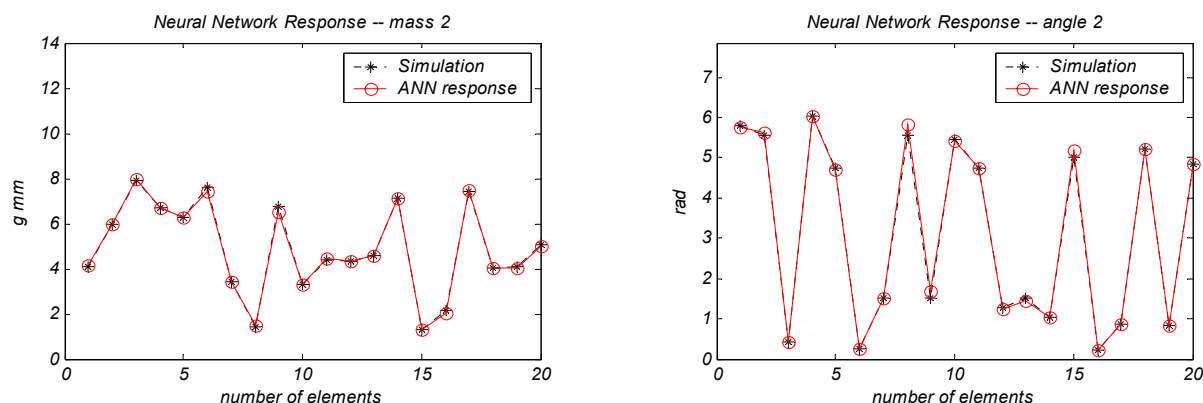 Neural Network Response -- mass 2
14
12
10
8
6
4
2
0
g mm
Simulation
ANN response
0 5 10 15 20
number of elements
Neural Network Response -- angle 2
7
6
5
4
3
2
1
0
rad
Simulation
ANN response
0 5 10 15 20
number of elements